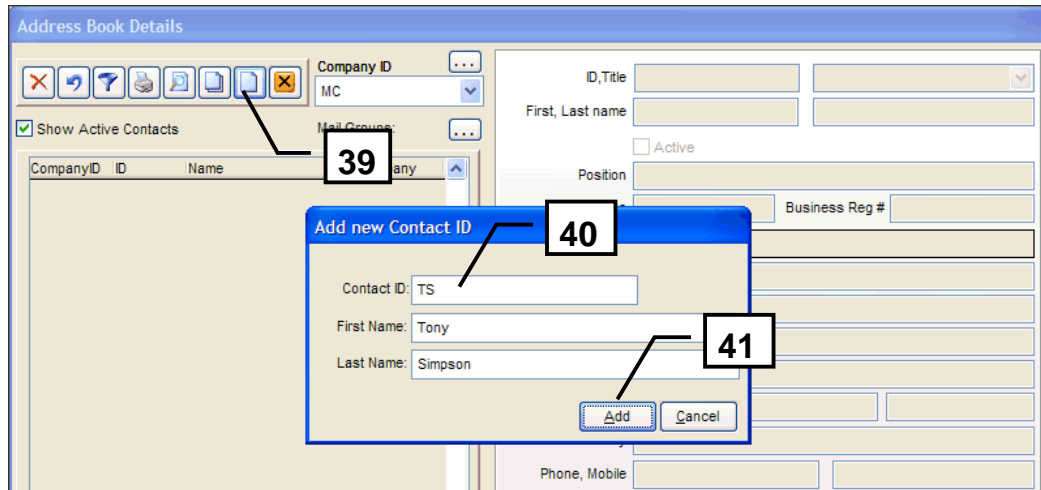 Address Book Details
Company ID
...
MC
ID,Title
First, Last name
Show Active Contacts
Mail Groups:
...
Active
39
CompanyID ID Name any
Position
Business Reg #
Add new Contact ID
40
Contact ID: TS
First Name: Tony
41
Last Name: Simpson
Add Cancel
Phone, Mobile